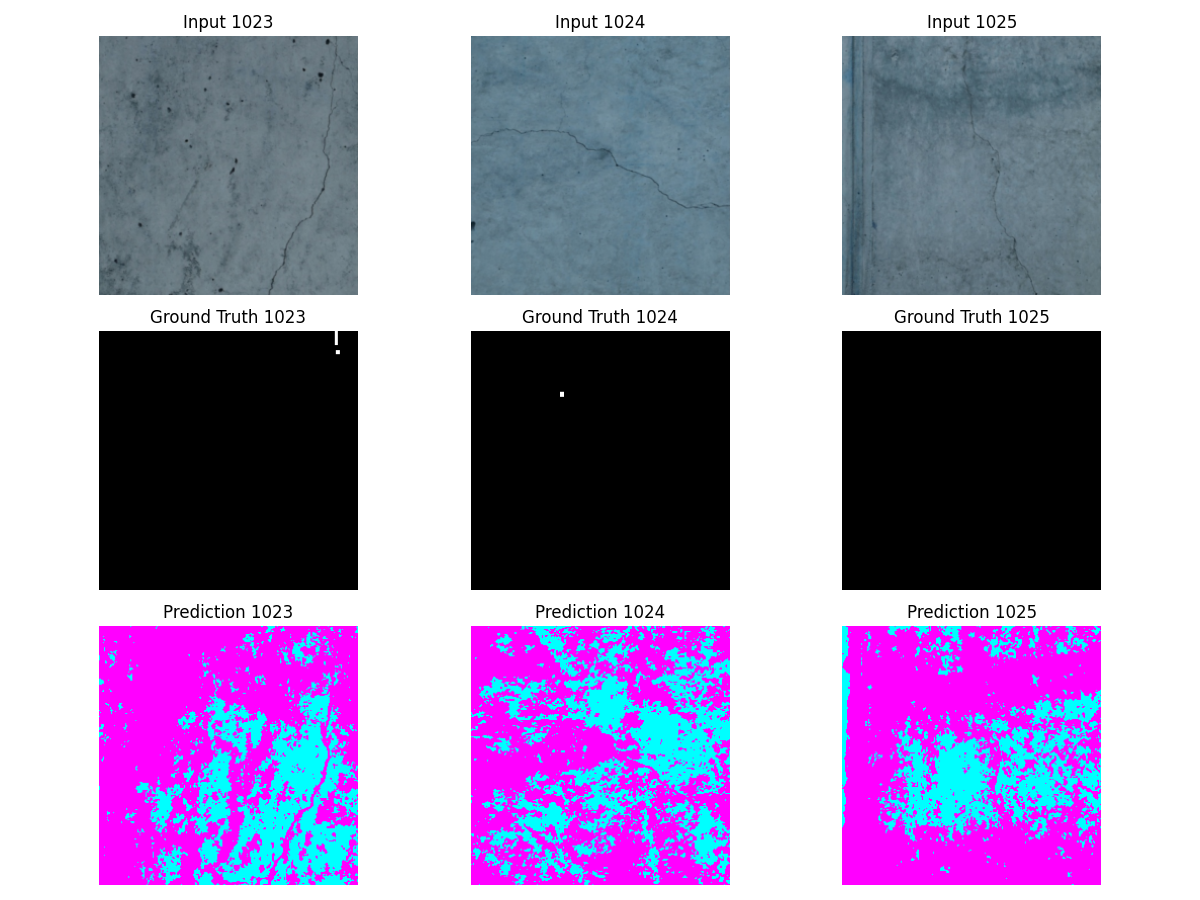 Input 1023
Input 1024
Input 1025
Ground Truth 1023
Ground Truth 1024
Ground Truth 1025
Prediction 1023
Prediction 1024
Prediction 1025